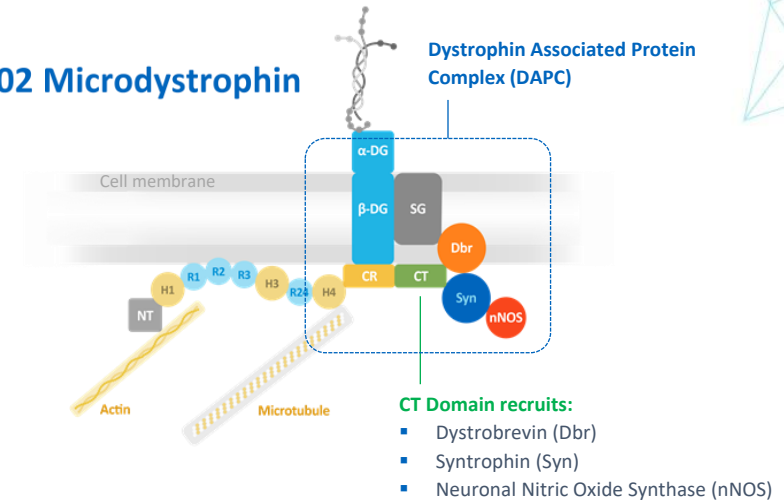 02 Microdystrophin
Dystrophin Associated Protein
Complex (DAPC)
α-DG
Cell membrane
β-DG
SG
Dbr
R1
R2
R3
H1
H3
R24
H4
CR
CT
Syn
NT
nNOS
Actin
Microtubule
CT Domain recruits:
▪ Dystrobrevin (Dbr)
▪ Syntrophin (Syn)
▪ Neuronal Nitric Oxide Synthase (nNOS)